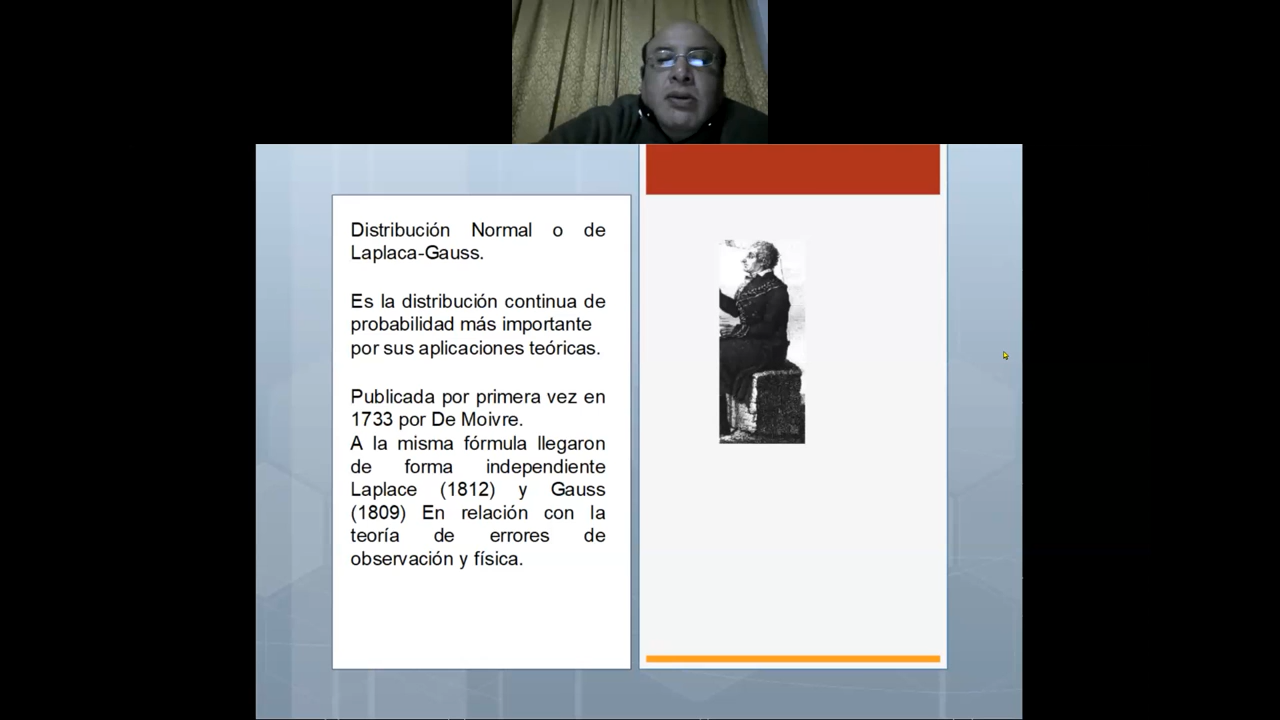 Distribución Normal o de
Laplaca-Gauss.
Es la distribución continua de
probabilidad más importante
por sus aplicaciones teóricas.
Publicada por primera vez en
1733 por De Moivre.
A la misma fórmula llegaron
de forma independiente
Laplace (1812) y Gauss
(1809) En relación con la
teoría de errores de
observación y física.